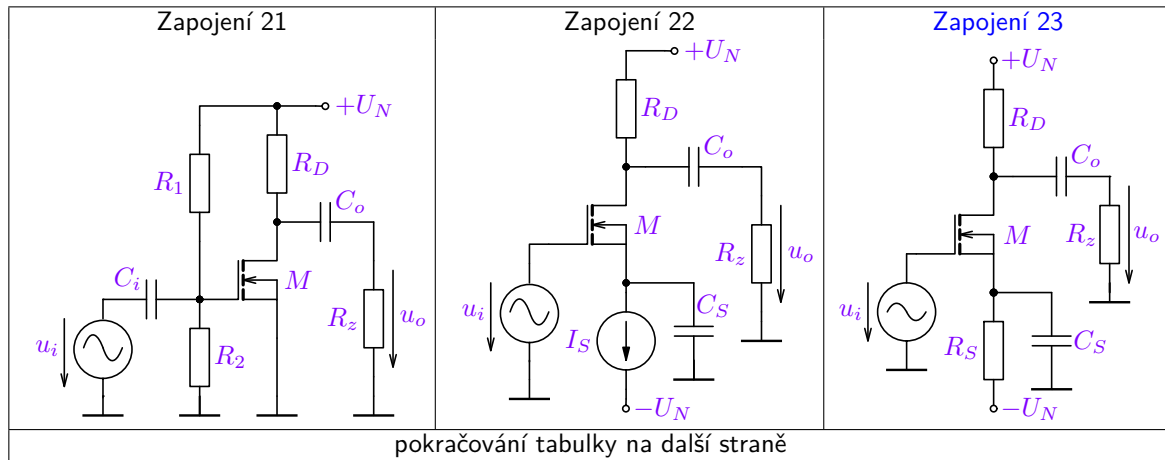 Zapojení 21
+U_N
R_D
R_1
C_o
C_i
M
u_i
R_2
R_z
u_o
Zapojení 22
+U_N
R_D
C_o
M
R_z
u_o
u_i
I_S
C_S
−U_N
Zapojení 23
+U_N
R_D
C_o
M
R_z
u_o
u_i
R_S
C_S
−U_N
pokračování tabulky na další straně